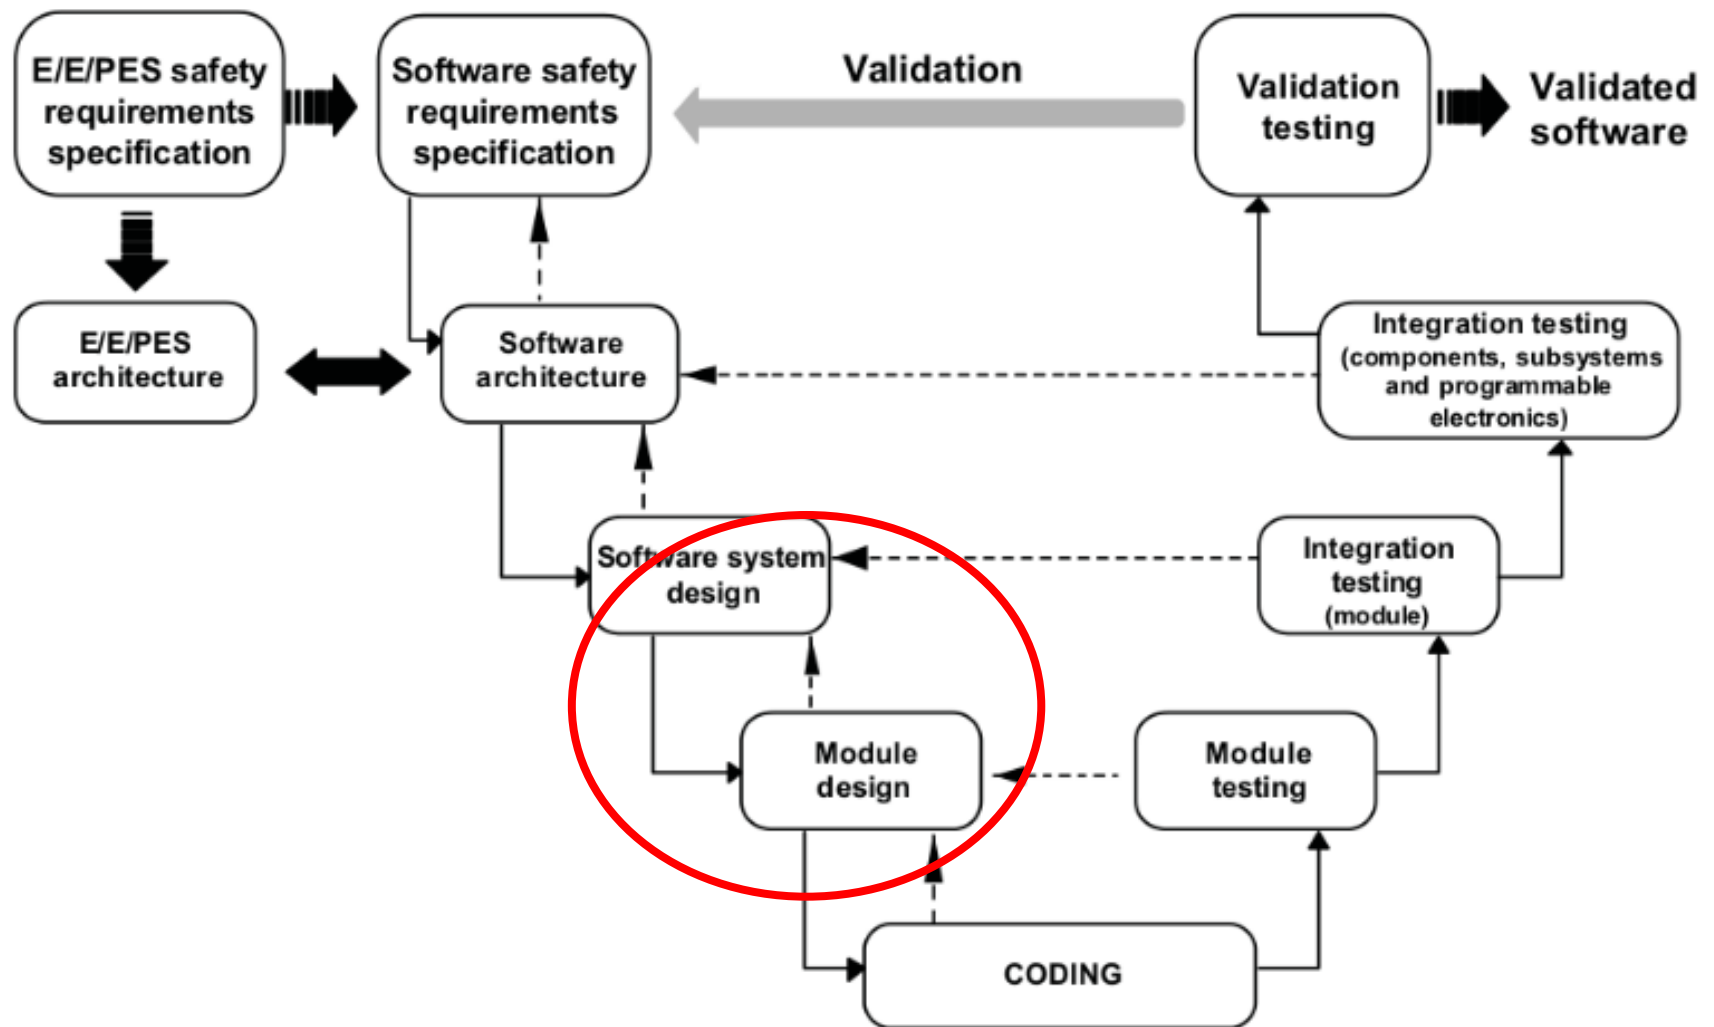 E/E/PES safety
requirements
specification
Software safety
requirements
specification
Validation
Validation
testing
Validated
software
E/E/PES
architecture
Software
architecture
Integration testing
(components, subsystems
and programmable
electronics)
Software system
design
Integration
testing
(module)
Module
design
Module
testing
CODING